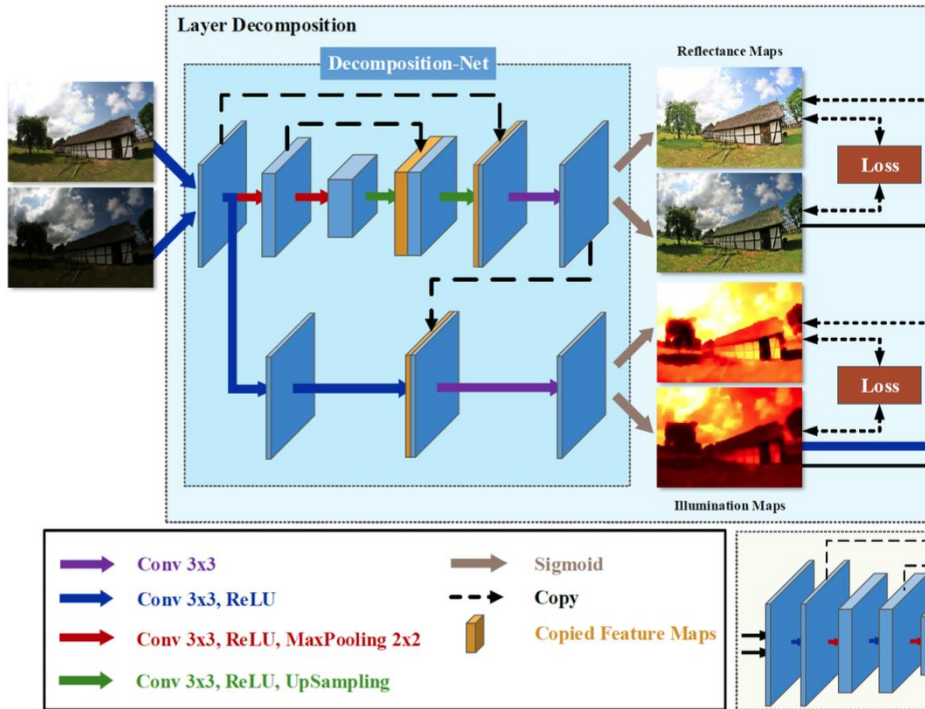 Layer Decomposition
Decomposition-Net
Reflectance Maps
Loss
Loss
Illumination Maps
Conv 3x3
Conv 3x3, ReLU
Conv 3x3, ReLU, MaxPooling 2x2
Conv 3x3, ReLU, UpSampling
Sigmoid
Copy
Copied Feature Maps